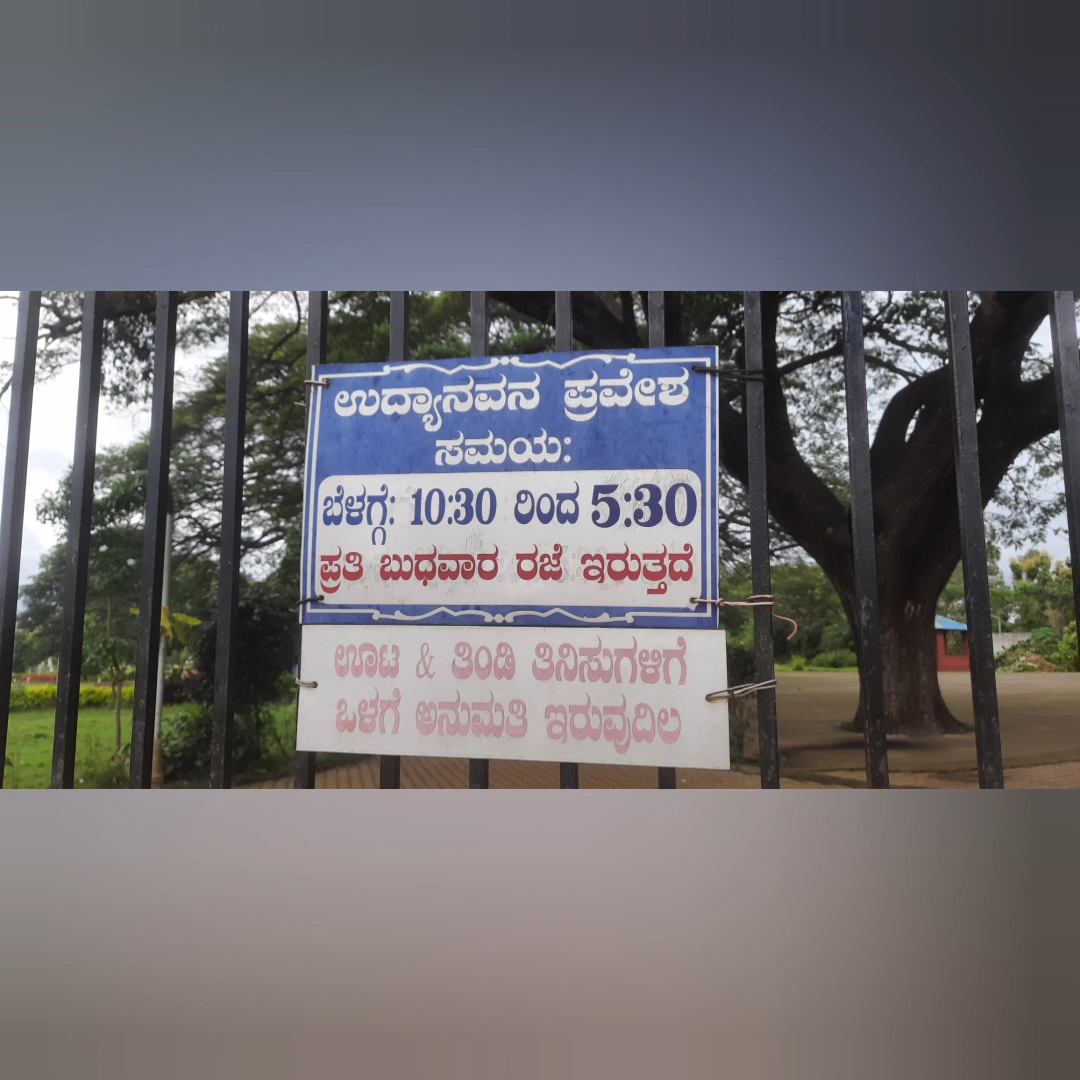 ಉದ್ಯಾನವನ ಪ್ರವೇಶ
ಸಮಯ:
ಬೆಳಗ್ಗೆ: 10:30 ರಿಂದ 5:30
ಪ್ರತಿ ಬುಧವಾರ ರಜೆ ಇರುತ್ತದೆ
ಊಟ & ತಿಂಡಿ ತಿನಿಸುಗಳಿಗೆ
ಒಳಗೆ ಅನುಮತಿ ಇರುವುದಿಲ